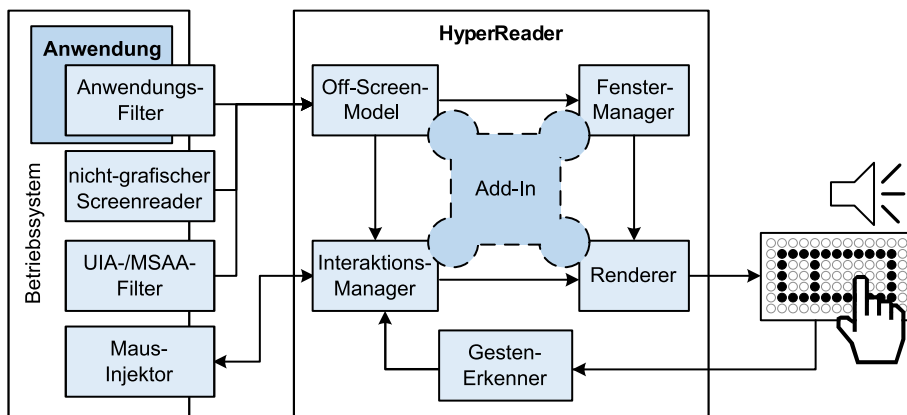 Anwendung
Anwendungs-
Filter
nicht-grafischer
Screenreader
UIA-/MSAA-
Filter
Maus-
Injektor
Betriebssystem
HyperReader
Off-Screen-
Model
Fenster-
Manager
Add-In
Interaktions-
Manager
Renderer
Gesten-
Erkenner